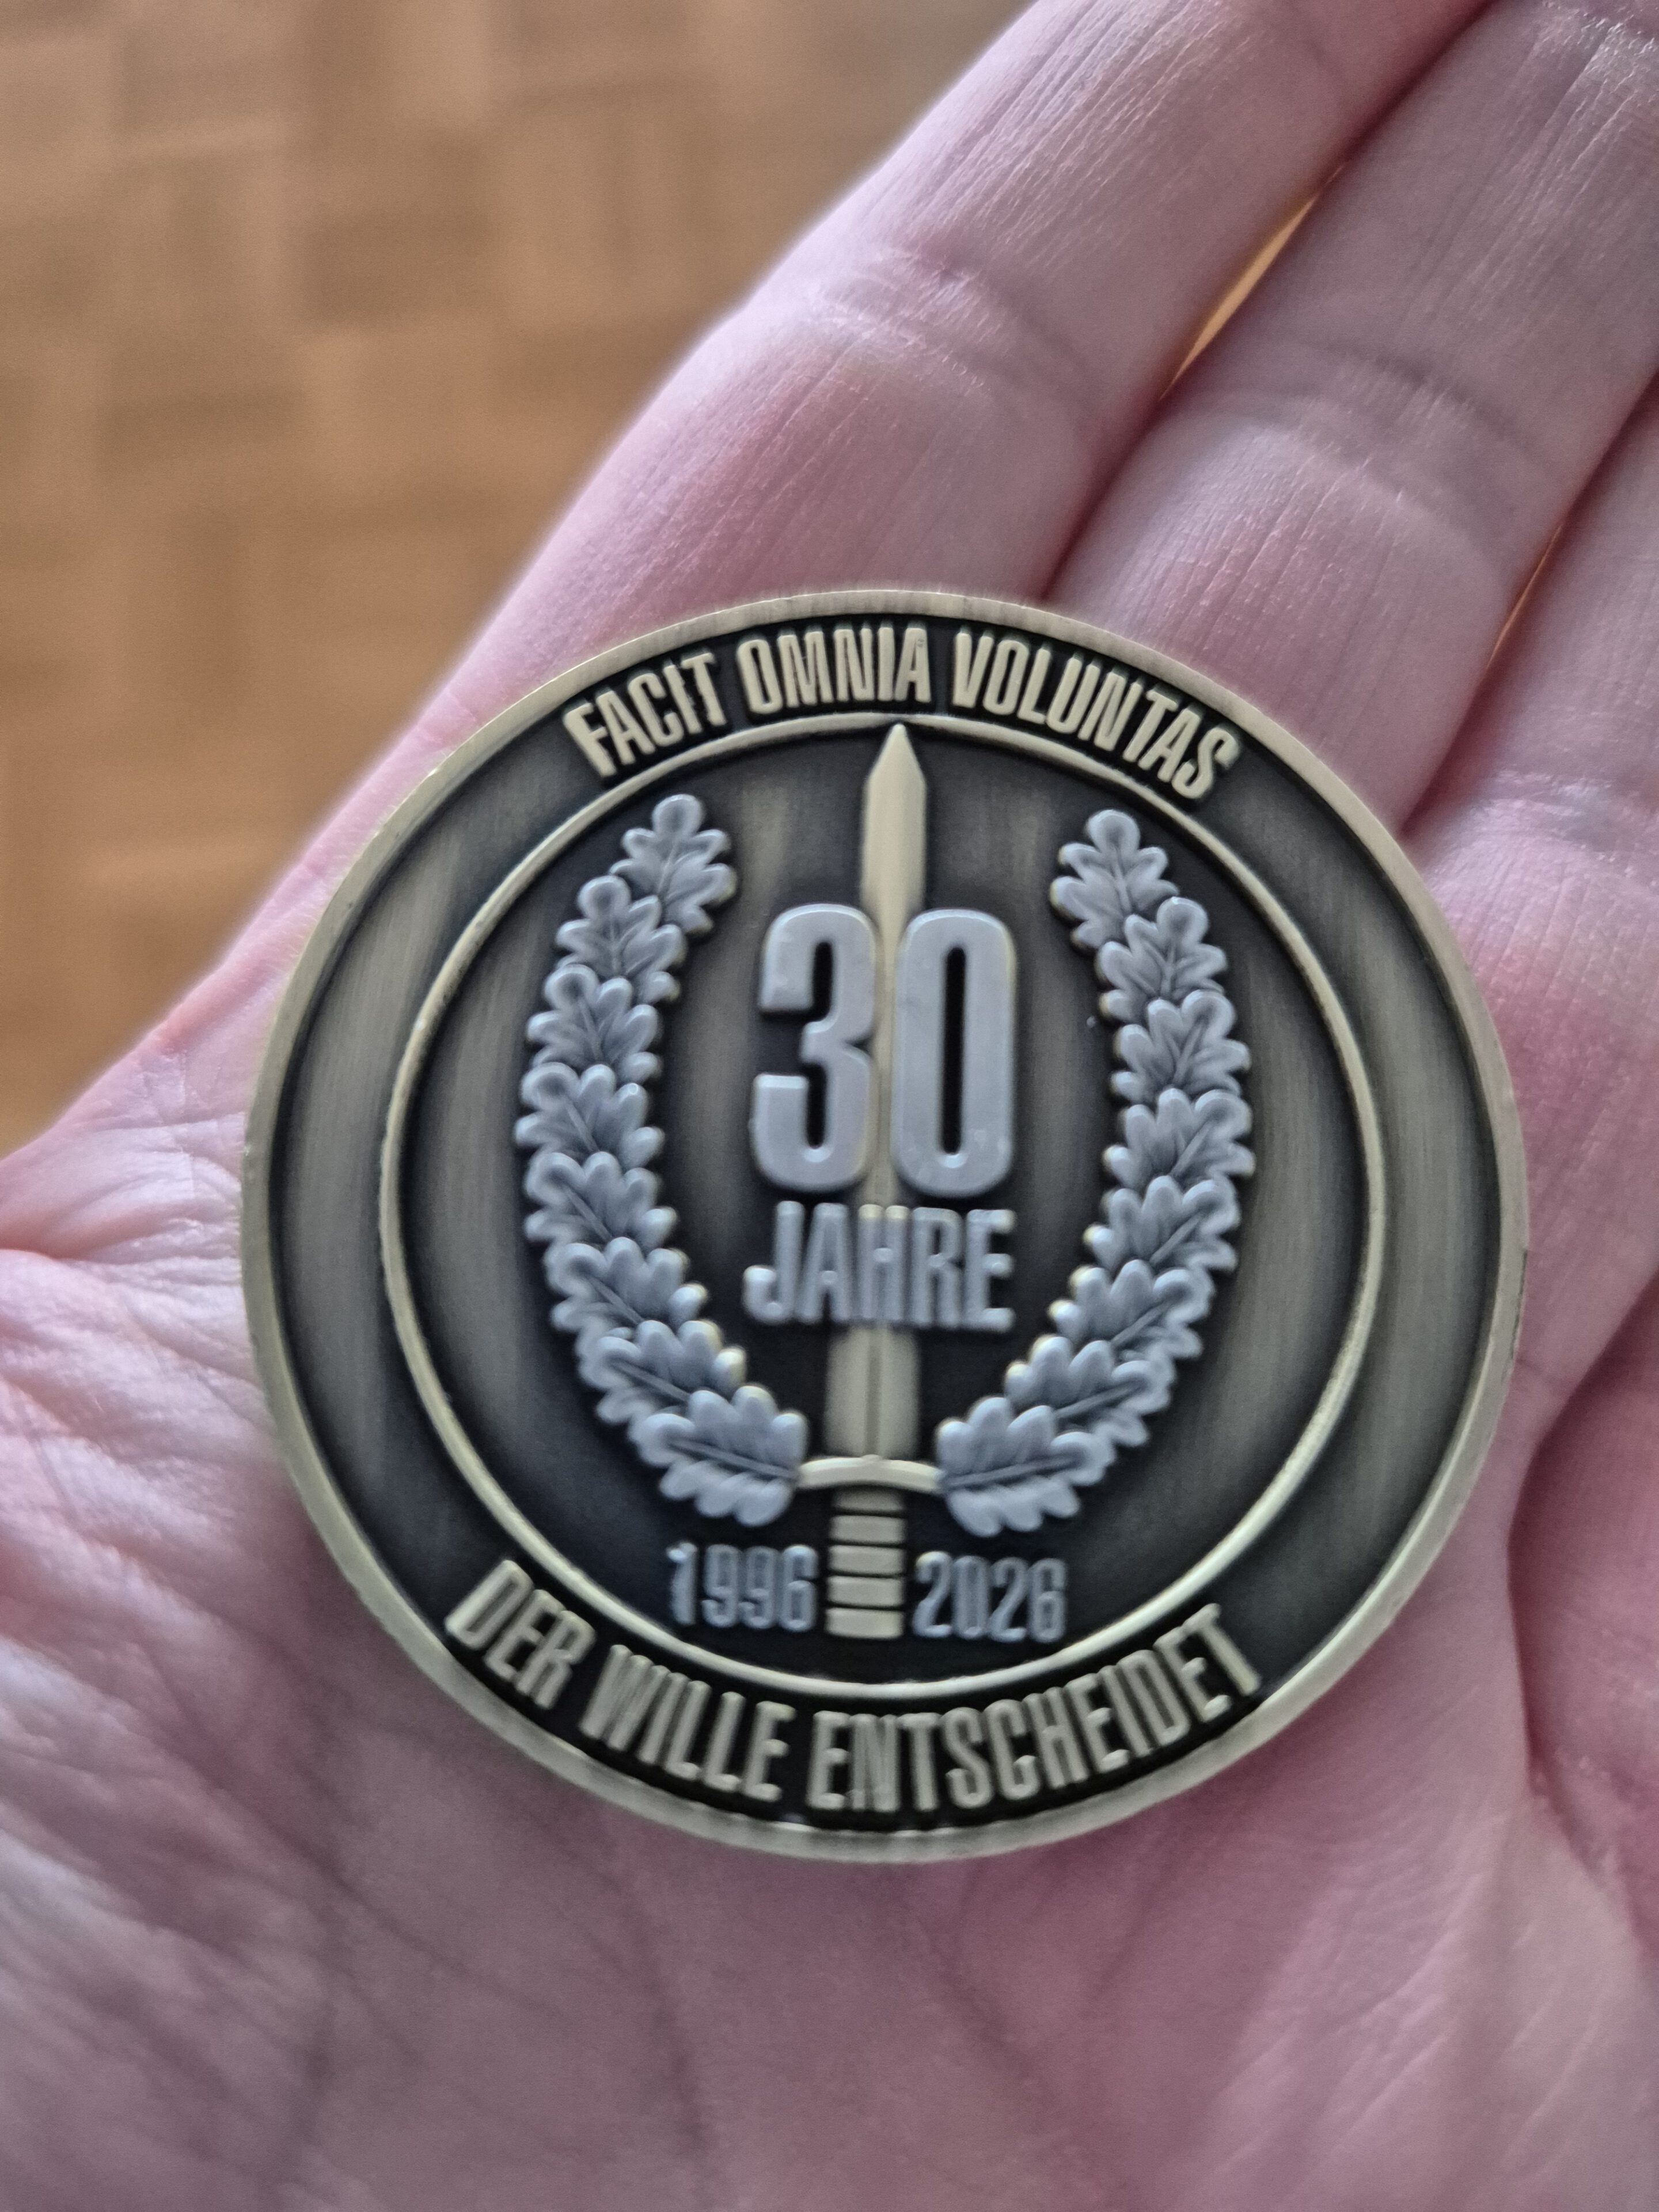 FACIT OMNIA VOLUNTAS
30
JAHRE
1996 2026
DER WILLE ENTSCHEIDET